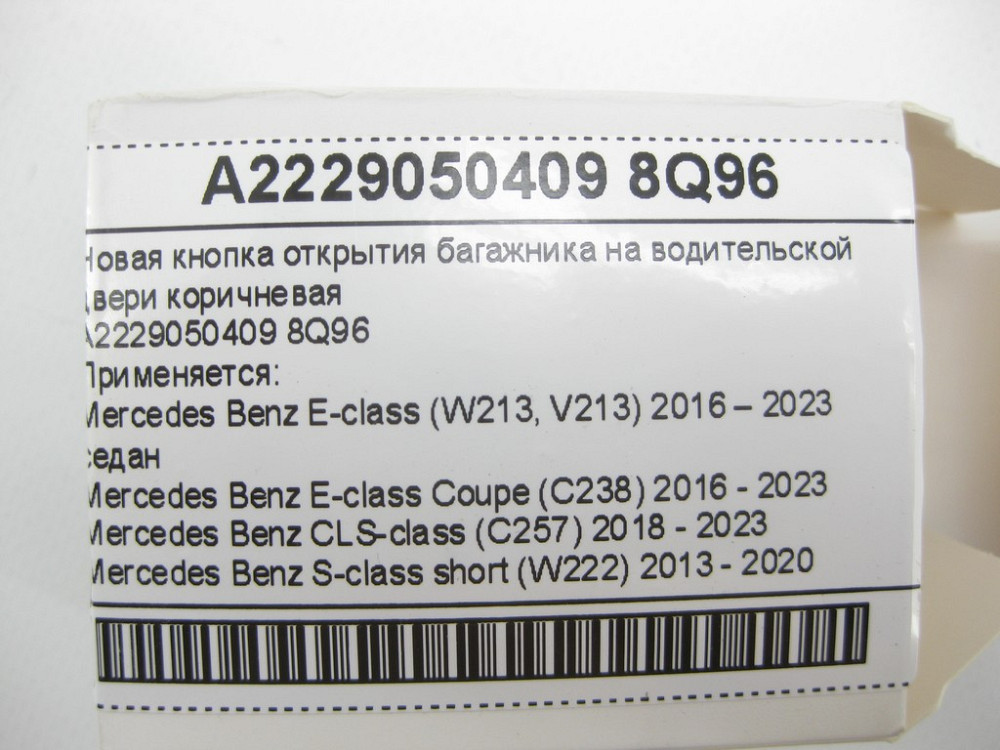 A2229050409 8Q96
Новая кнопка открытия багажника на водительской
двери коричневая
A2229050409 8Q96
Применяется:
Mercedes Benz E-class (W213, V213) 2016 – 2023
седан
Mercedes Benz E-class Coupe (C238) 2016 - 2023
Mercedes Benz CLS-class (C257) 2018 - 2023
Mercedes Benz S-class short (W222) 2013 - 2020